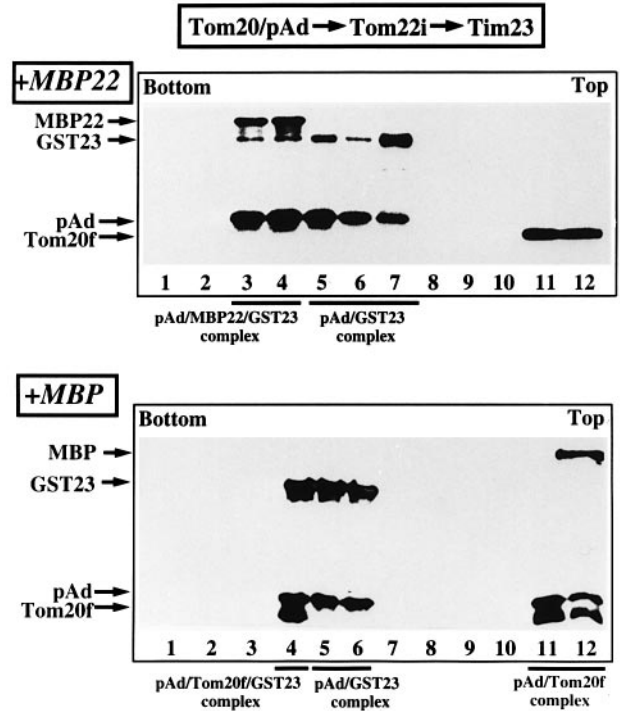 Tom20/pAd → Tom22i → Tim23
+MBP22
Bottom Top
MBP22
GST23
pAd
Tom20f
1 2 3 4 5 6 7 8 9 10 11 12
pAd/MBP22/GST23 complex
pAd/GST23 complex
+MBP
Bottom Top
MBP
GST23
pAd
Tom20f
1 2 3 4 5 6 7 8 9 10 11 12
pAd/Tom20f/GST23 complex
pAd/GST23 complex
pAd/Tom20f complex